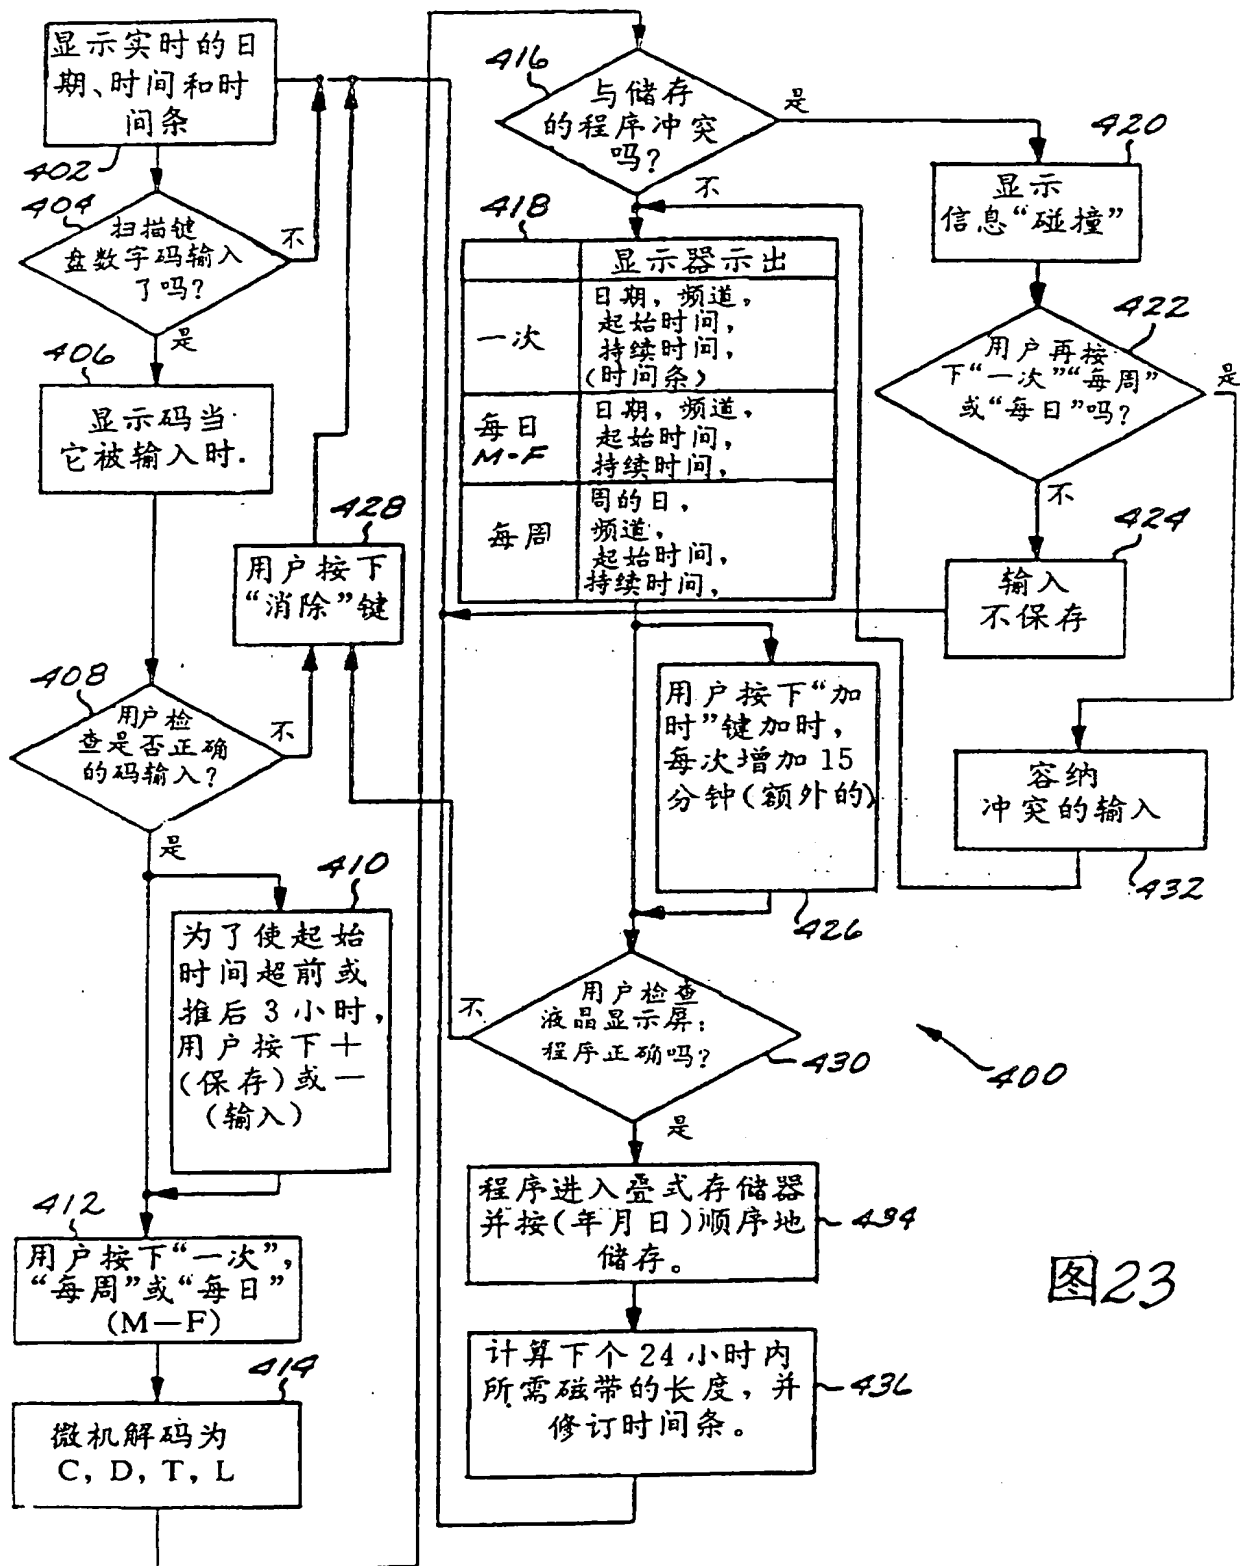 显示实时的日
期、时间和时
间条
402
404
扫描键
盘数字码输入
了吗?
不
是
406
显示码当
它被输入时.
428
用户按下
“消除”键
408
用户检
查是否正确
的码输入?
不
是
410
为了使起始
时间超前或
推后3小时,
用户按下十
(保存)或一
(输入)
412
用户按下“一次”,
“每周”或“每日”
(M—F)
414
微机解码为
C, D, T, L
416
与储存
的程序冲突
吗?
是
不
418
显示器示出
一次
日期, 频道,
起始时间,
持续时间,
(时间条)
每日
M-F
日期, 频道,
起始时间,
持续时间,
每周
周的日,
频道,
起始时间,
持续时间,
420
显示
信息“碰撞”
422
用户再按
下“一次”“每周”
或“每日”吗?
是
不
424
输入
不保存
用户按下“加
时”键加时,
每次增加15
分钟(额外的)
426
容纳
冲突的输入
432
用户检查
液晶显示屏:
程序正确吗?
不
430
是
400
程序进入叠式存储器
并按(年月日)顺序地
储存。
434
计算下个24小时内
所需磁带的长度, 并
修订时间条。
436
图23